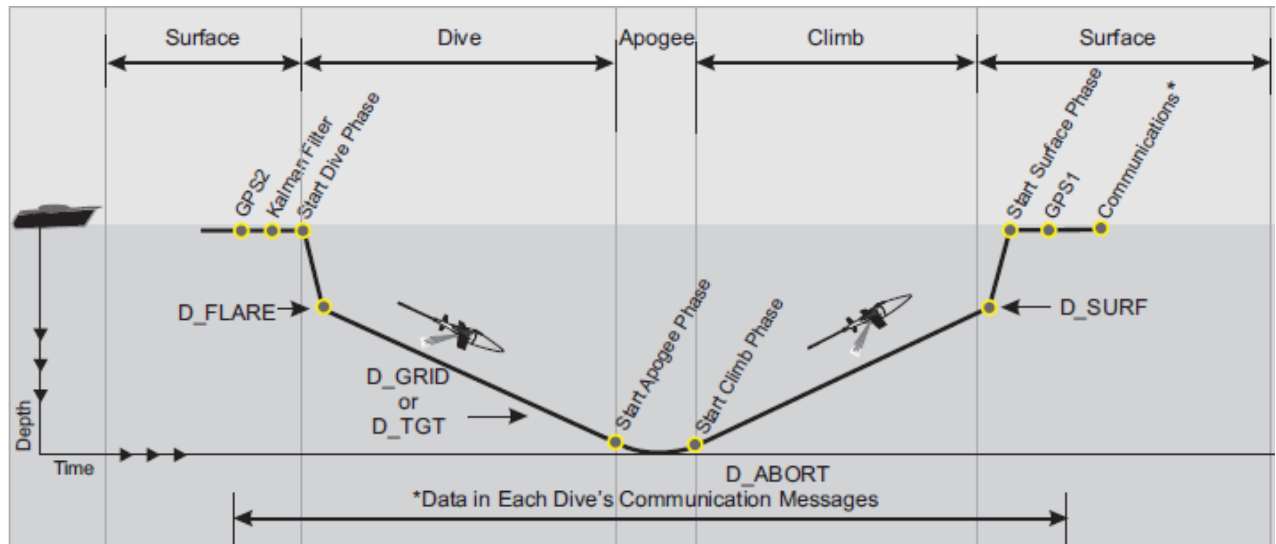 Surface
Dive
Apogee
Climb
Surface
GPS2
Kalman Filter
Start Dive Phase
Start Surface Phase
GPS1
Communications*
D_FLARE
D_SURF
D_GRID
or
D_TGT
Start Apogee Phase
Start Climb Phase
Depth
Time
D_ABORT
*Data in Each Dive's Communication Messages